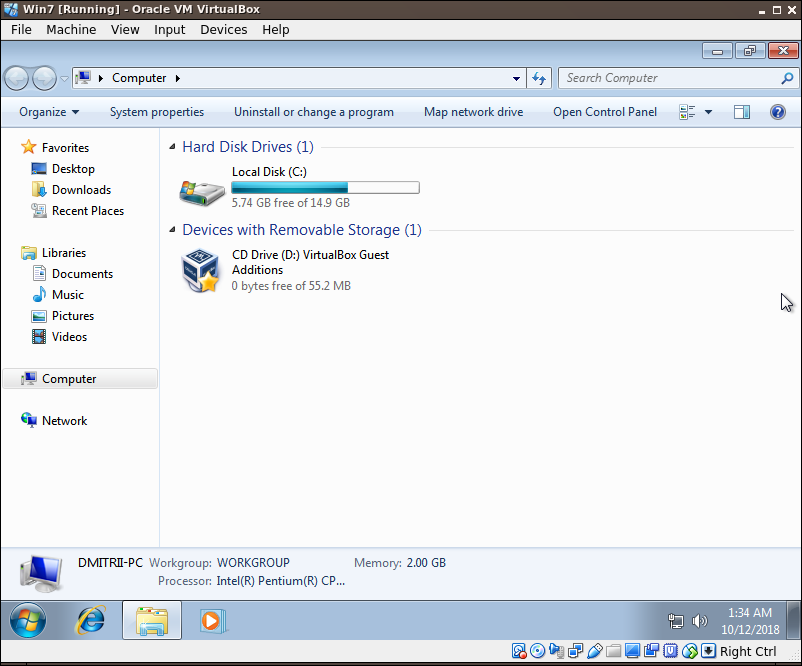 Win7 [Running] - Oracle VM VirtualBox
File Machine View Input Devices Help
Computer
Search Computer
Organize System properties Uninstall or change a program Map network drive Open Control Panel
Favorites
Desktop
Downloads
Recent Places
Libraries
Documents
Music
Pictures
Videos
Computer
Network
Hard Disk Drives (1)
Local Disk (C:)
5.74 GB free of 14.9 GB
Devices with Removable Storage (1)
CD Drive (D:) VirtualBox Guest
Additions
0 bytes free of 55.2 MB
DMITRII-PC Workgroup: WORKGROUP Memory: 2.00 GB
Processor: Intel(R) Pentium(R) CP...
1:34 AM
10/12/2018
Right Ctrl